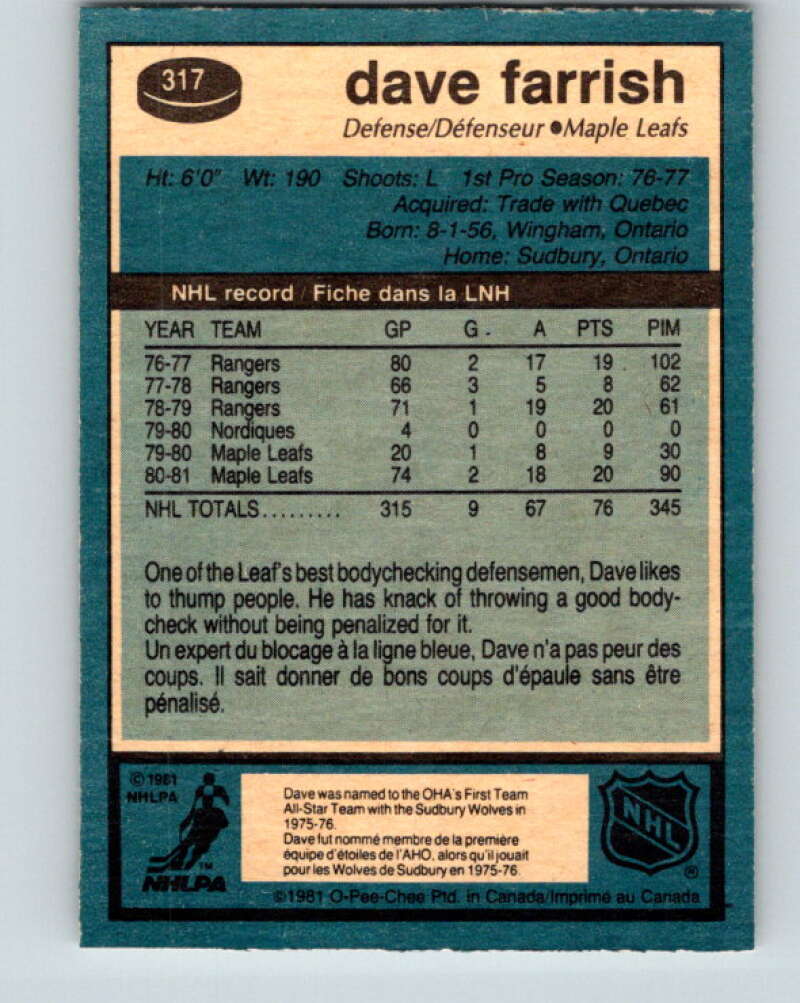 317
dave farrish
Defense/Défenseur ●Maple Leafs
Ht: 6'0" Wt: 190 Shoots: L 1st Pro Season: 76-77
Acquired: Trade with Quebec
Born: 8-1-56, Wingham, Ontario
Home: Sudbury, Ontario
NHL record / Fiche dans la LNH
YEAR TEAM GP G. A PTS PIM
76-77 Rangers 80 2 17 19 102
77-78 Rangers 66 3 5 8 62
78-79 Rangers 71 1 19 20 61
79-80 Nordiques 4 0 0 0 0
79-80 Maple Leafs 20 1 8 9 30
80-81 Maple Leafs 74 2 18 20 90
NHL TOTALS......... 315 9 67 76 345
One of the Leaf's best bodychecking defensemen, Dave likes
to thump people. He has knack of throwing a good body-
check without being penalized for it.
Un expert du blocage à la ligne bleue, Dave n'a pas peur des
coups. Il sait donner de bons coups d'épaule sans être
pénalisé.
© 1981
NHLPA
TM
NHLPA
Dave was named to the OHA's First Team
All-Star Team with the Sudbury Wolves in
1975-76.
Dave fut nommé membre de la première
équipe d'étoiles de l'AHO, alors qu'il jouait
pour les Wolves de Sudbury en 1975-76.
NHL
®
©1981 O-Pee-Chee Ptd. in Canada/Imprimé au Canada